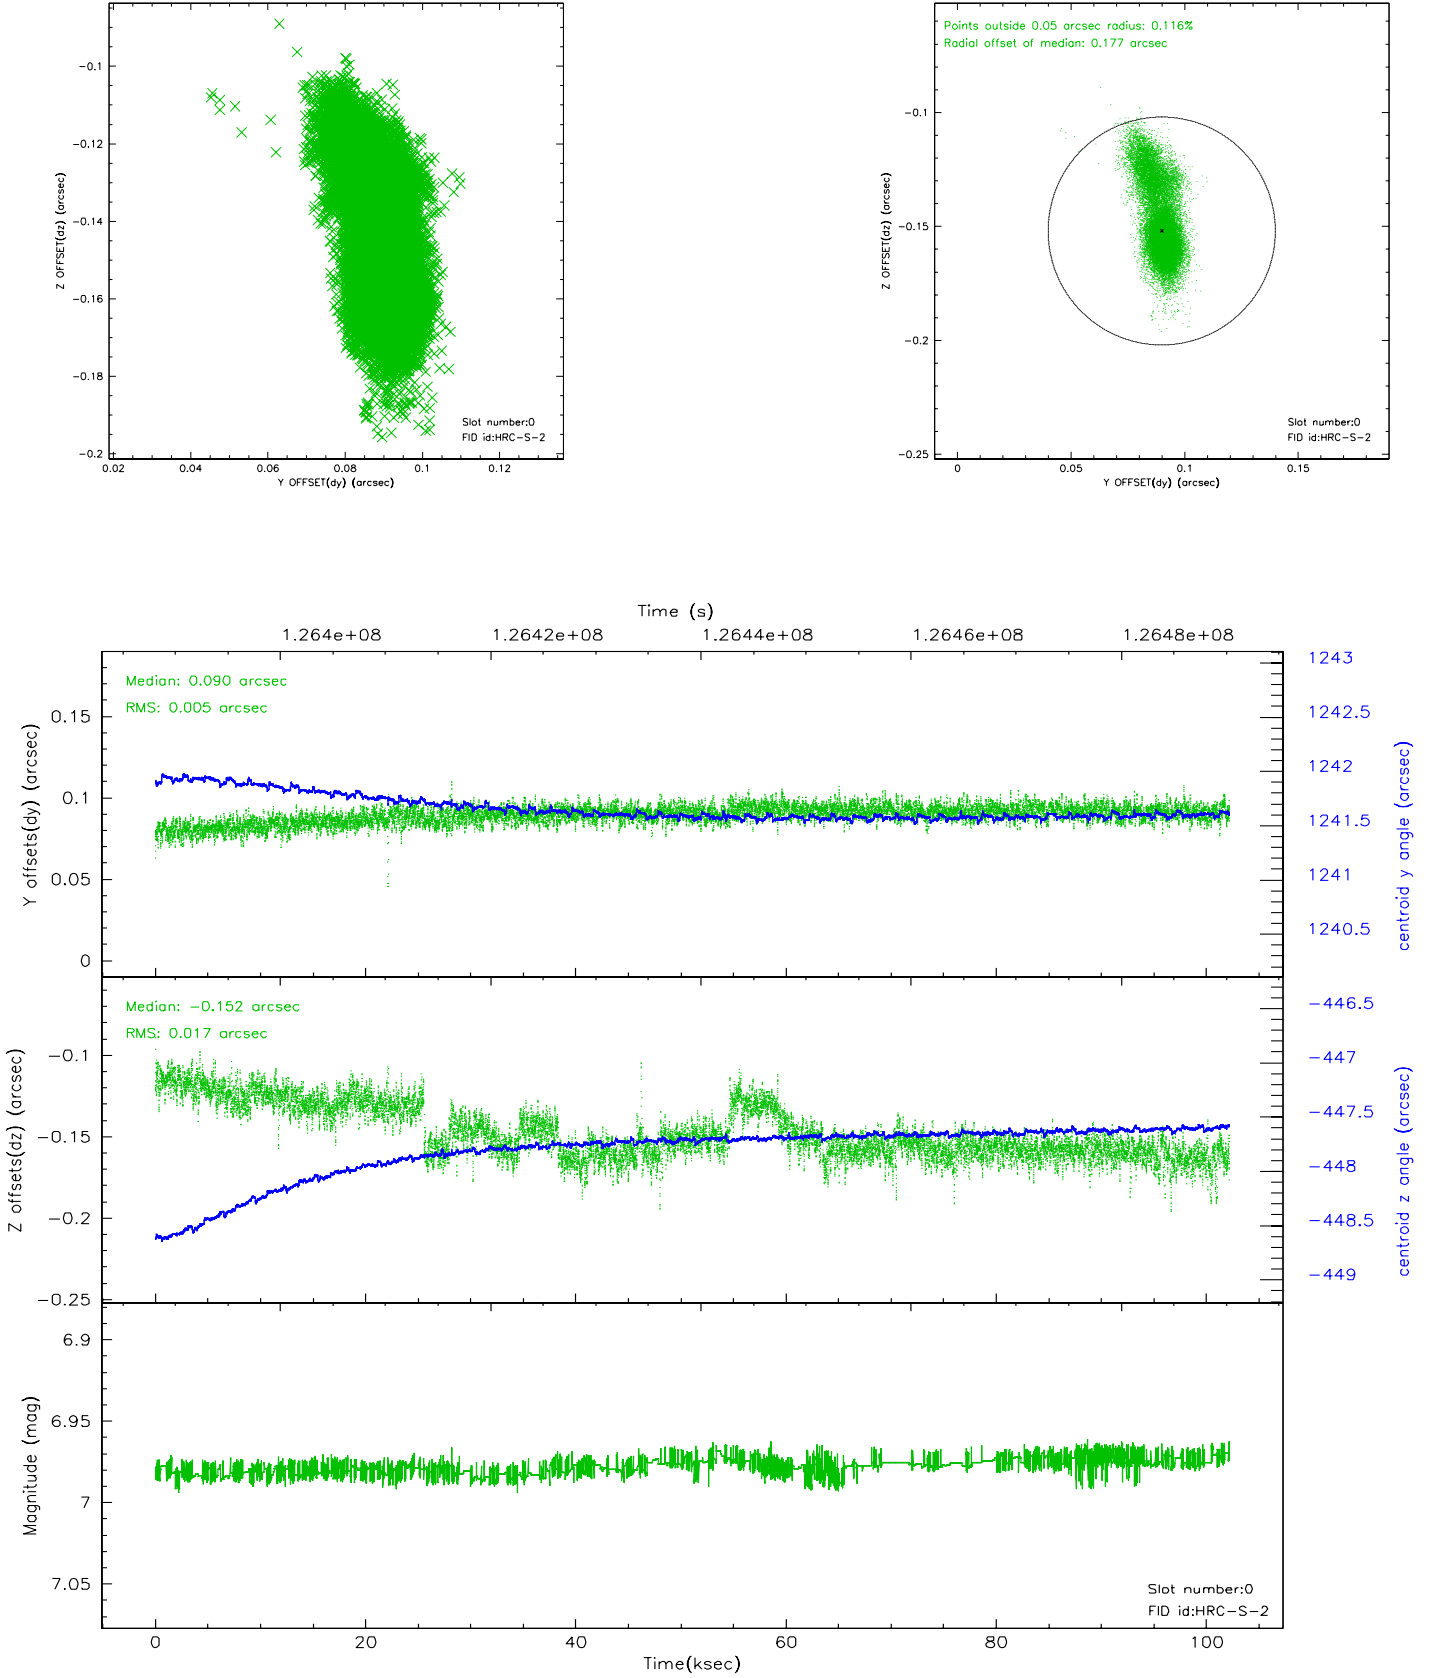 −0.1
−0.12
−0.14
−0.16
−0.18
−0.2
Z OFFSET(dz) (arcsec)
0.02
0.04
0.06
0.08
0.1
0.12
Y OFFSET(dy) (arcsec)
Slot number:0
FID id:HRC−S−2
Points outside 0.05 arcsec radius: 0.116%
Radial offset of median: 0.177 arcsec
−0.1
−0.15
−0.2
−0.25
Z OFFSET(dz) (arcsec)
0
0.05
0.1
0.15
Y OFFSET(dy) (arcsec)
Slot number:0
FID id:HRC−S−2
Time (s)
1.264e+08
1.2642e+08
1.2644e+08
1.2646e+08
1.2648e+08
Median: 0.090 arcsec
RMS: 0.005 arcsec
0.15
0.1
0.05
0
Y offsets(dy) (arcsec)
1243
1242.5
1242
1241.5
1241
1240.5
centroid y angle (arcsec)
Median: −0.152 arcsec
RMS: 0.017 arcsec
−0.1
−0.15
−0.2
−0.25
Z offsets(dz) (arcsec)
−446.5
−447
−447.5
−448
−448.5
−449
centroid z angle (arcsec)
6.9
6.95
7
7.05
Magnitude (mag)
Slot number:0
FID id:HRC−S−2
0
20
40
60
80
100
Time(ksec)